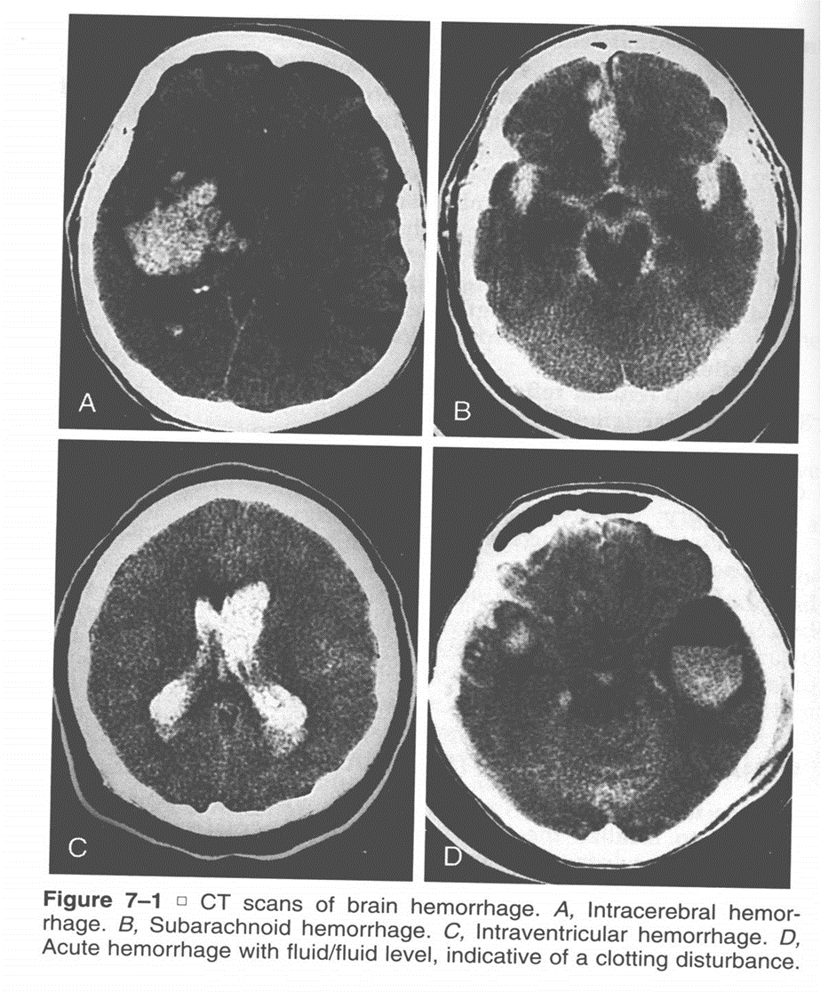 A
B
C
D
Figure 7–1 □ CT scans of brain hemorrhage. A, Intracerebral hemor-
rhage. B, Subarachnoid hemorrhage. C, Intraventricular hemorrhage. D,
Acute hemorrhage with fluid/fluid level, indicative of a clotting disturbance.